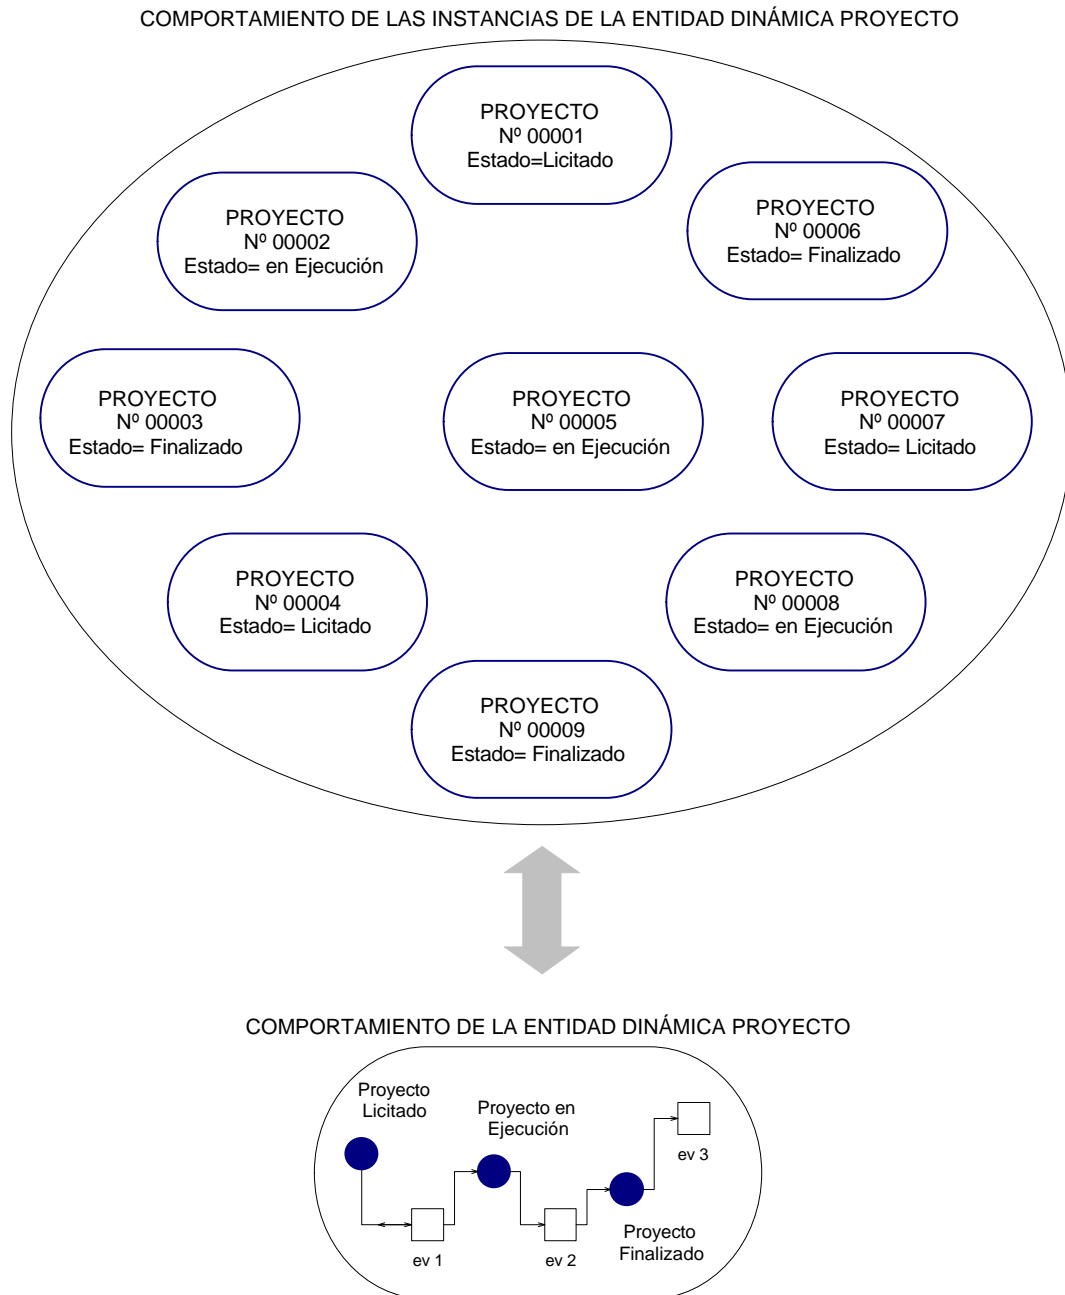 COMPORTAMIENTO DE LAS INSTANCIAS DE LA ENTIDAD DINÁMICA PROYECTO
PROYECTO
Nº 00001
Estado=Licitado
PROYECTO
Nº 00002
Estado= en Ejecución
PROYECTO
Nº 00006
Estado= Finalizado
PROYECTO
Nº 00003
Estado= Finalizado
PROYECTO
Nº 00005
Estado= en Ejecución
PROYECTO
Nº 00007
Estado= Licitado
PROYECTO
Nº 00004
Estado= Licitado
PROYECTO
Nº 00008
Estado= en Ejecución
PROYECTO
Nº 00009
Estado= Finalizado
COMPORTAMIENTO DE LA ENTIDAD DINÁMICA PROYECTO
Proyecto
Licitado
Proyecto en
Ejecución
ev 3
Proyecto
Finalizado
ev 1
ev 2